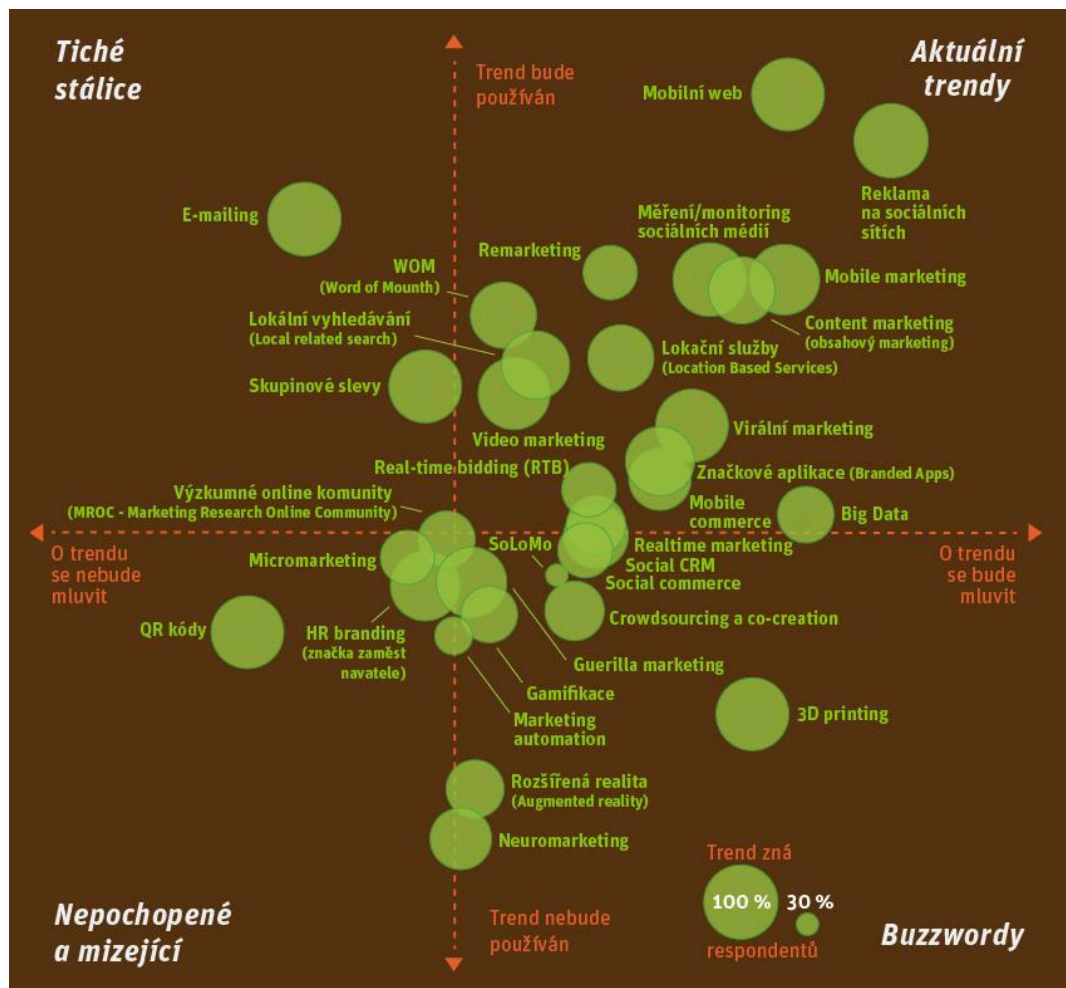 Tiché
stálice
Trend bude
používán
Aktuální
trendy
Mobilní web
Reklama
na sociálních
sítích
E-mailing
Měření/monitoring
sociálních médií
Remarketing
WOM
(Word of Mounth)
Mobile marketing
Lokální vyhledávání
(Local related search)
Content marketing
(obsahový marketing)
Lokační služby
(Location Based Services)
Skupinové slevy
Video marketing
Virální marketing
Real-time bidding (RTB)
Značkové aplikace (Branded Apps)
Výzkumné online komunity
(MROC - Marketing Research Online Community)
Mobile
commerce
Big Data
O trendu
se nebude
mluvit
Micromarketing
SoLoMo
Realtime marketing
Social CRM
Social commerce
O trendu
se bude
mluvit
QR kódy
HR branding
(značka zaměst
navatele)
Crowdsourcing a co-creation
Guerilla marketing
Gamifikace
Marketing
automation
3D printing
Rozšířená realita
(Augmented reality)
Neuromarketing
Trend zná
100 % 30 %
respondentů
Nepochopené
a mizející
Trend nebude
používán
Buzzwordy